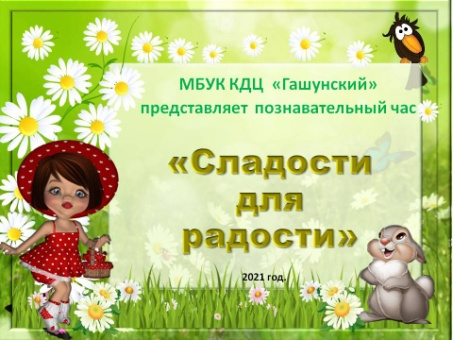 МБУК КДЦ «Гашунский»
представляет познавательный час
«Сладости
для
радости»
2021 год.